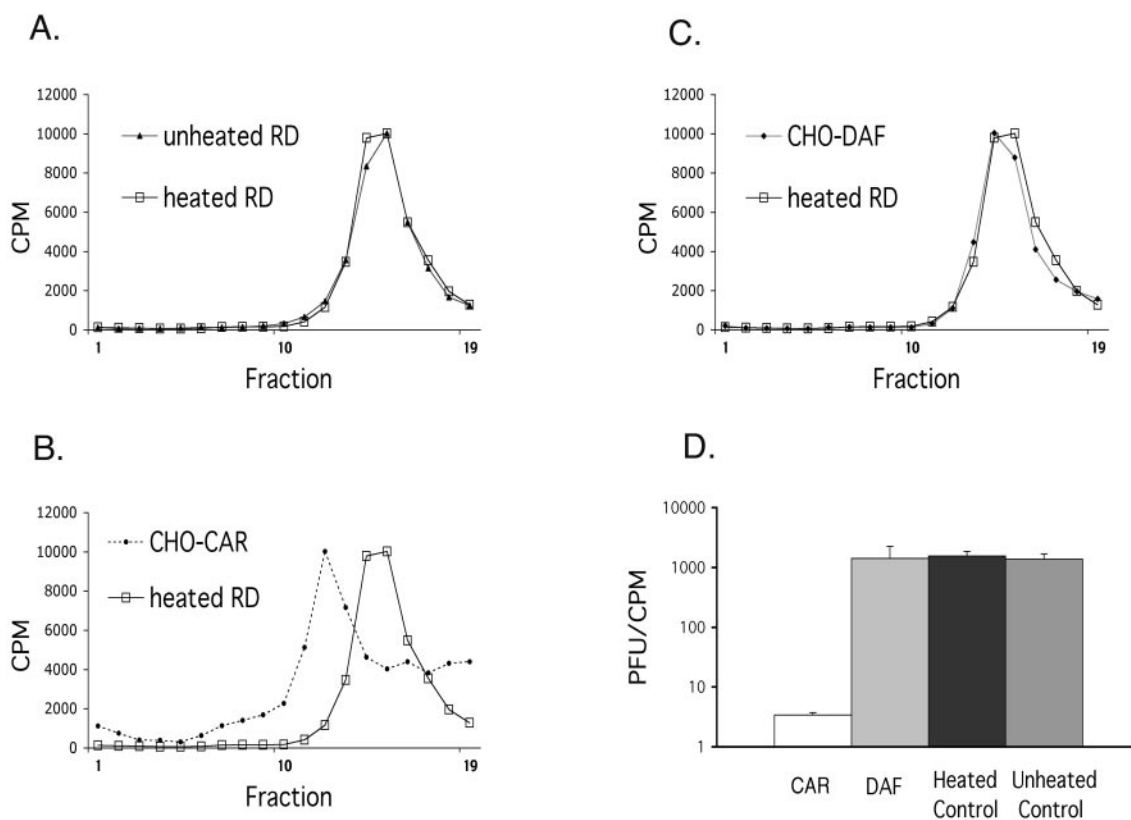 A.
12000
10000
8000
6000
4000
2000
0
CPM
unheated RD
heated RD
1
10
19
Fraction
B.
12000
10000
8000
6000
4000
2000
0
CPM
CHO-CAR
heated RD
1
10
19
Fraction
C.
12000
10000
8000
6000
4000
2000
0
CPM
CHO-DAF
heated RD
1
10
19
Fraction
D.
10000
1000
100
10
1
PFU/CPM
CAR
DAF
Heated
Control
Unheated
Control